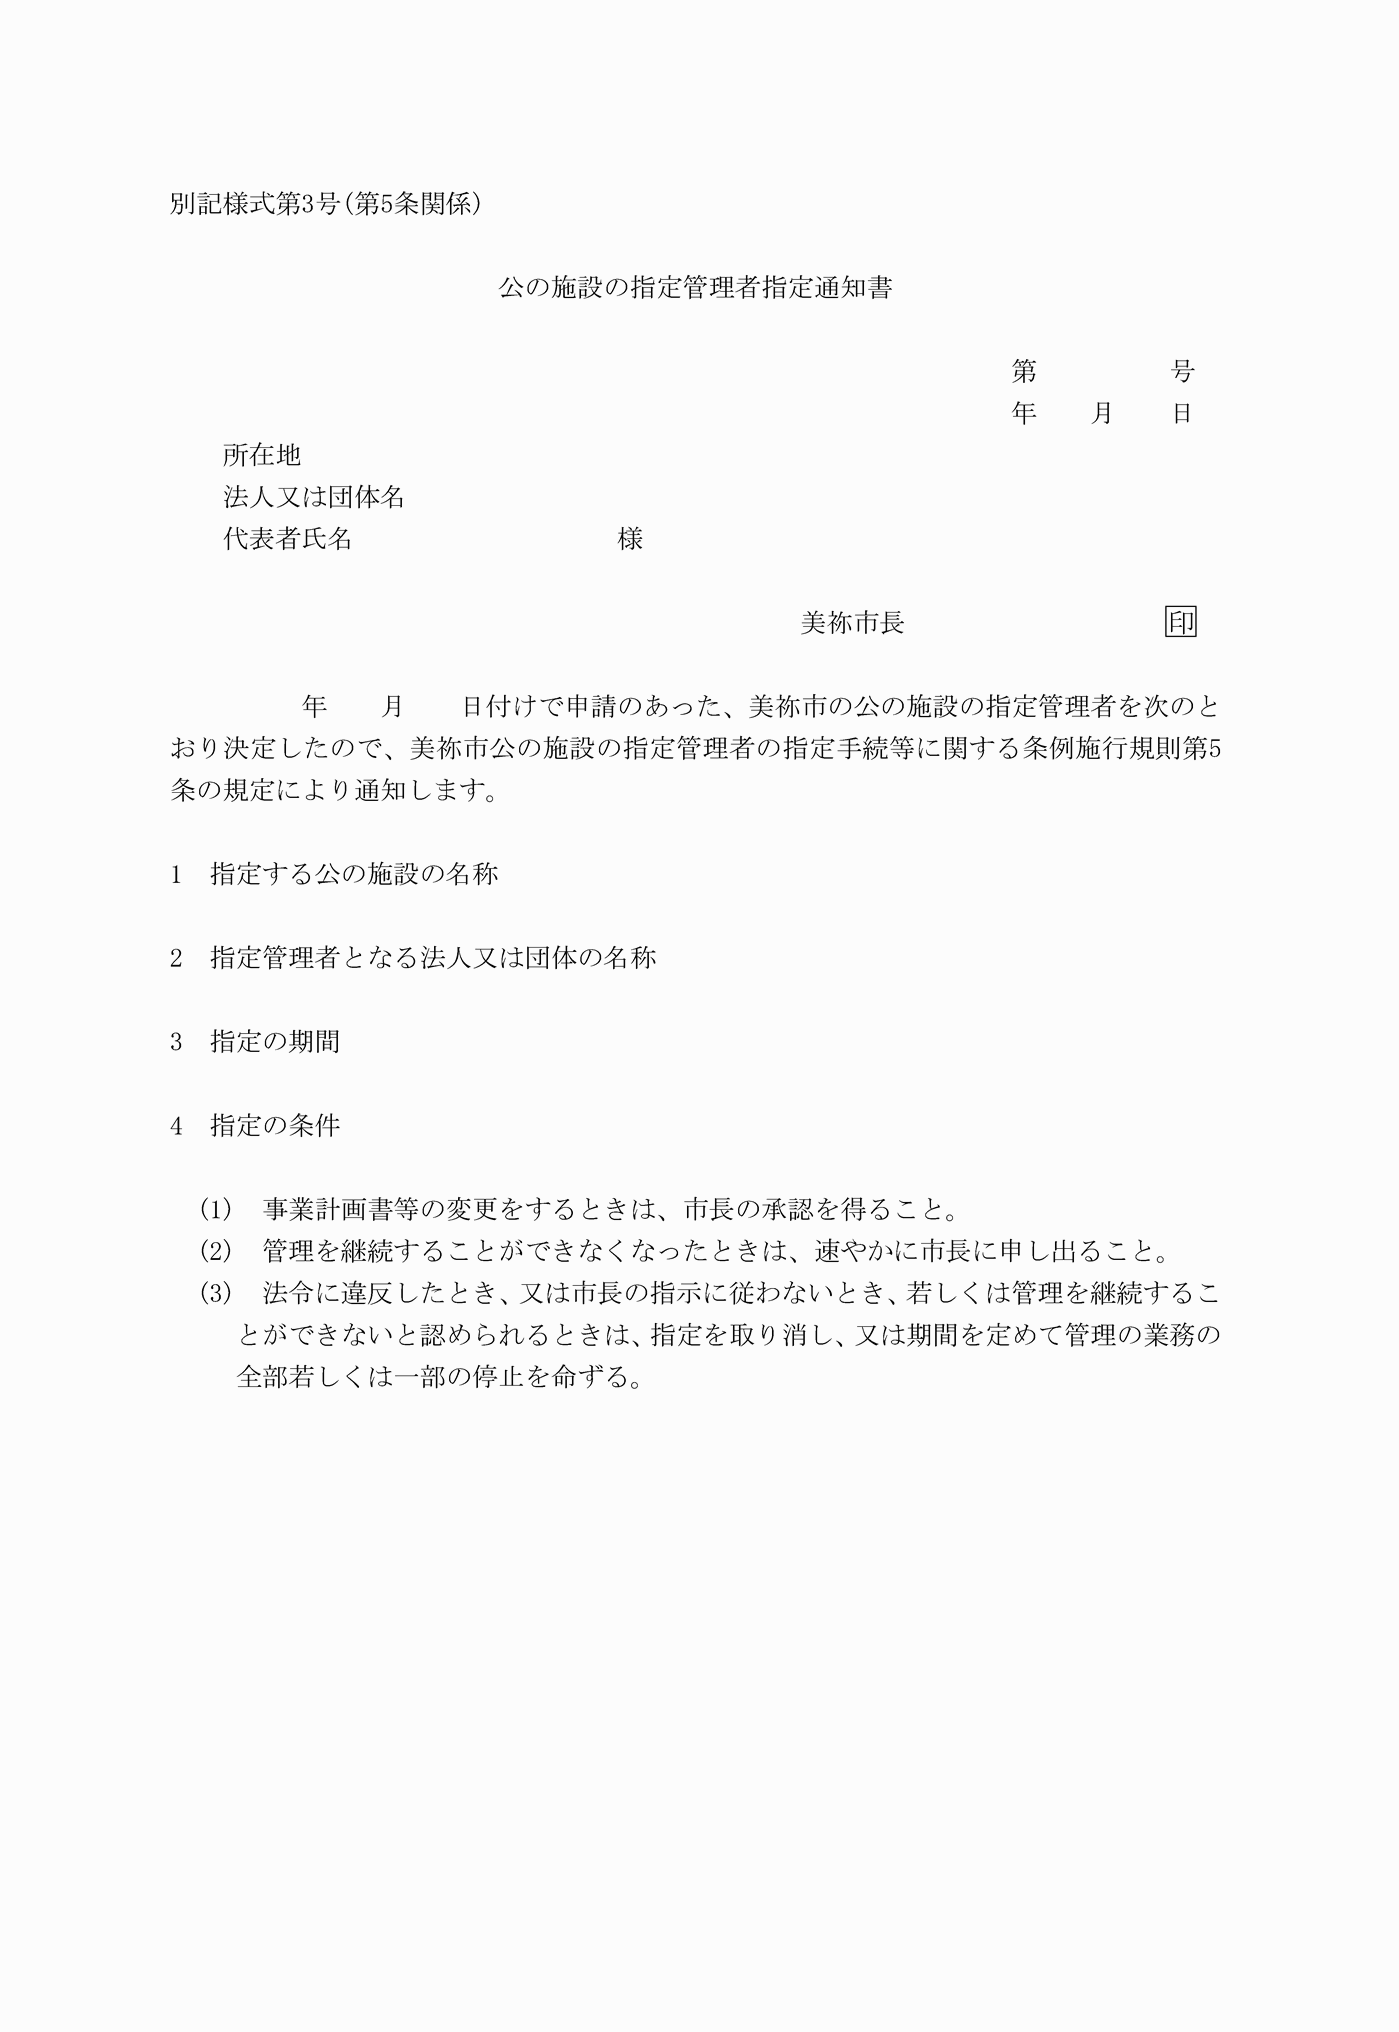 別記様式第3号(第5条関係)
公の施設の指定管理者指定通知書
第　　　　　号
年　　月　　日
所在地
法人又は団体名
代表者氏名　　　　　　　　　　様
美祢市長　　　　　　　　　　印
年　　月　　日付けで申請のあった、美祢市の公の施設の指定管理者を次のと
おり決定したので、美祢市公の施設の指定管理者の指定手続等に関する条例施行規則第5
条の規定により通知します。
1　指定する公の施設の名称
2　指定管理者となる法人又は団体の名称
3　指定の期間
4　指定の条件
(1)　事業計画書等の変更をするときは、市長の承認を得ること。
(2)　管理を継続することができなくなったときは、速やかに市長に申し出ること。
(3)　法令に違反したとき、又は市長の指示に従わないとき、若しくは管理を継続するこ
とができないと認められるときは、指定を取り消し、又は期間を定めて管理の業務の
全部若しくは一部の停止を命ずる。